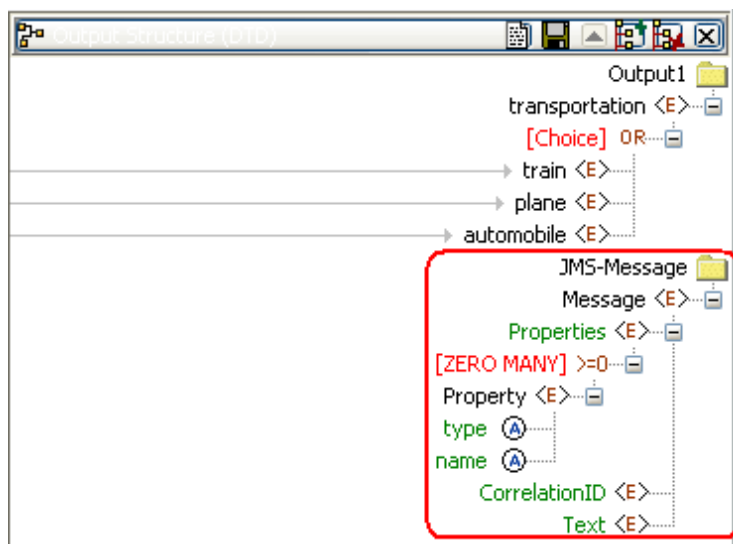 Output Structure (DTD)
Output1
transportation <E>
[Choice] OR
train <E>
plane <E>
automobile <E>
JMS-Message
Message <E>
Properties <E>
[ZERO MANY] >=0
Property <E>
type A
name A
CorrelationID <E>
Text <E>